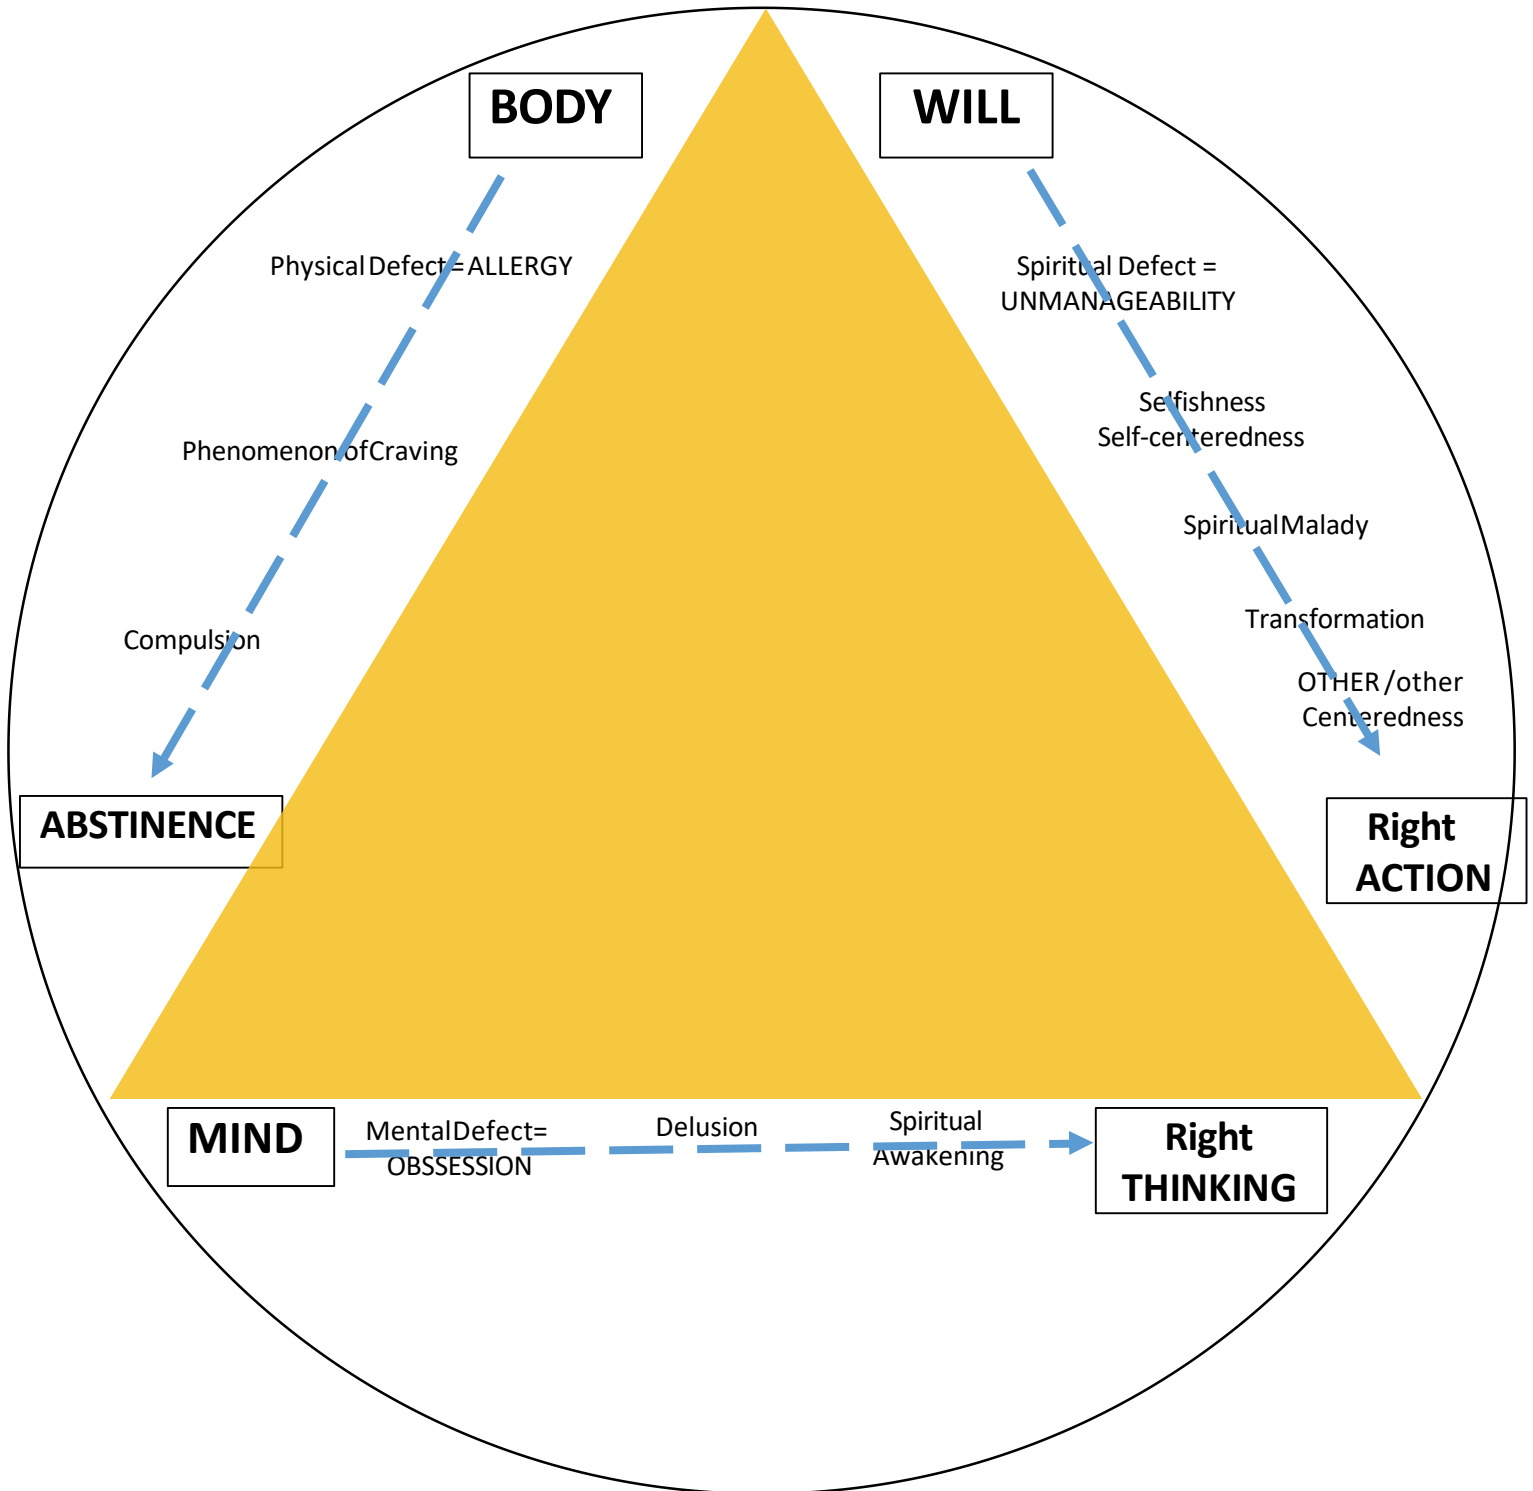 BODY
Physical Defect = ALLERGY
Phenomenon of Craving
Compulsion
ABSTINENCE
WILL
Spiritual Defect =
UNMANAGEABILITY
Selfishness
Self-centeredness
Spiritual Malady
Transformation
OTHER / other
Centeredness
Right
ACTION
MIND
Mental Defect =
OBSSESSION
Delusion
Spiritual
Awakening
Right
THINKING